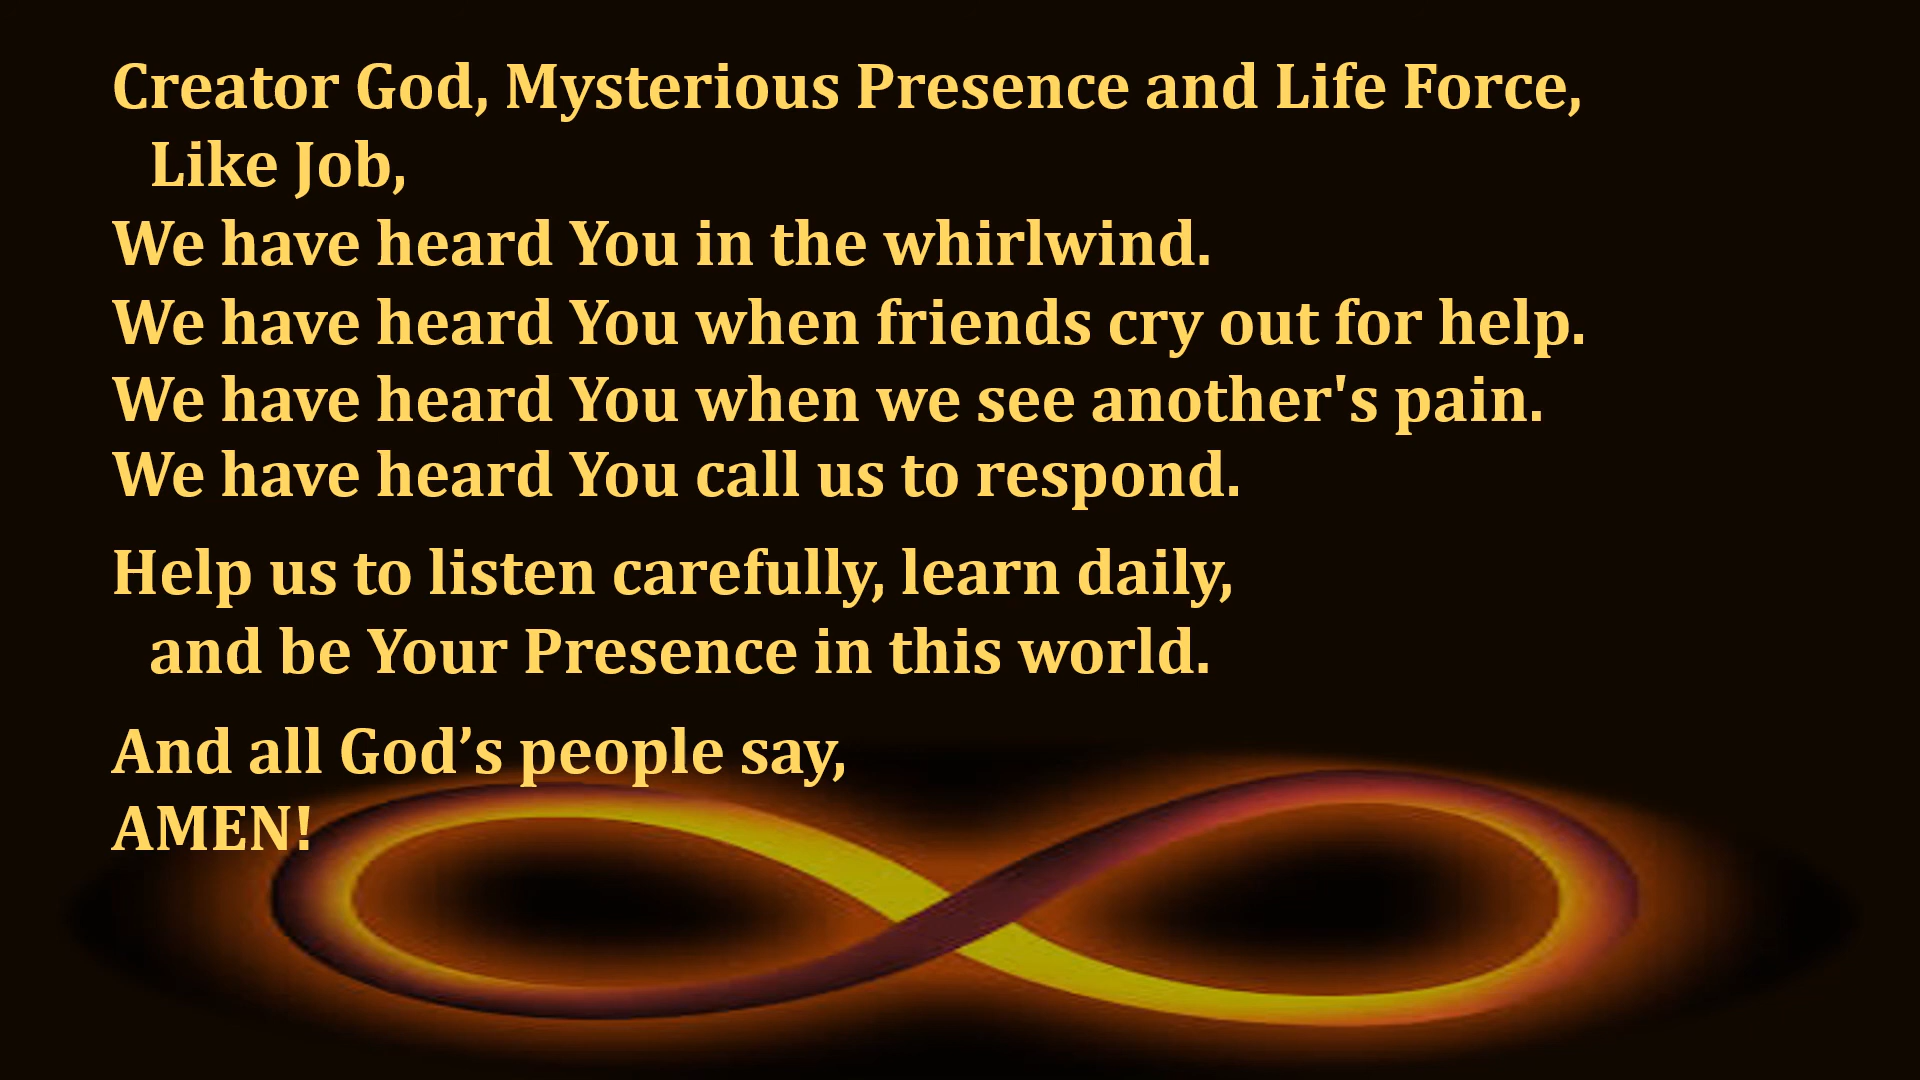 Creator God, Mysterious Presence and Life Force,
Like Job,
We have heard You in the whirlwind.
We have heard You when friends cry out for help.
We have heard You when we see another's pain.
We have heard You call us to respond.
Help us to listen carefully, learn daily,
and be Your Presence in this world.
And all God’s people say,
AMEN!